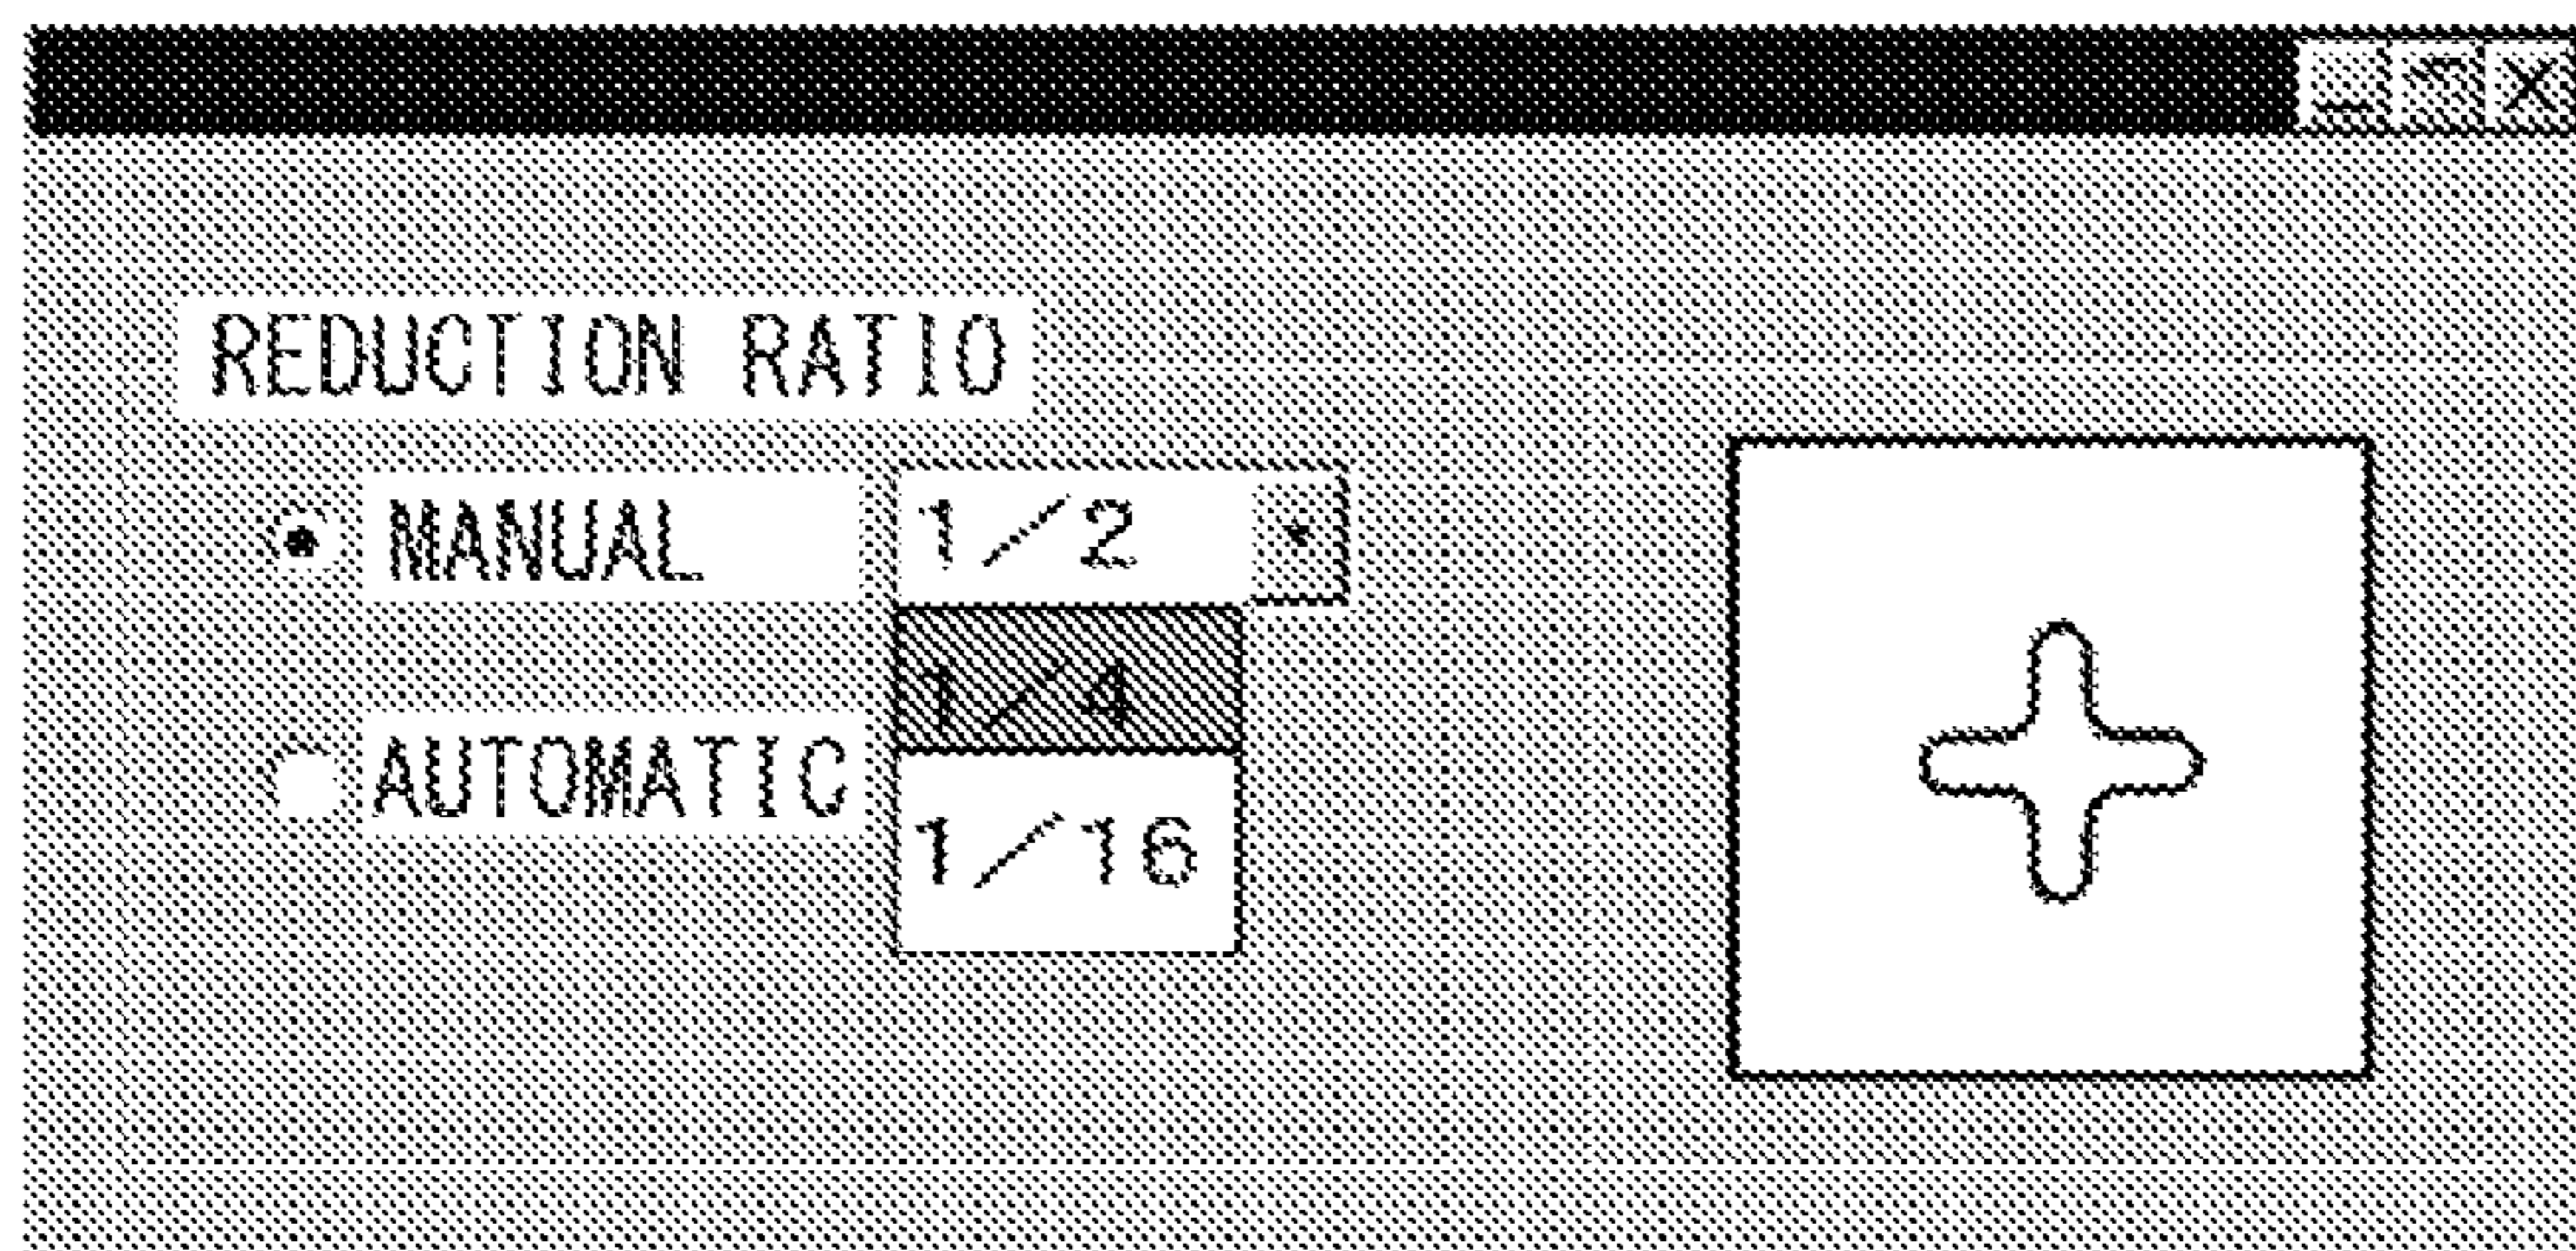 REDUCTION RATIO
MANUAL 1/2
1/4
AUTOMATIC
1/16